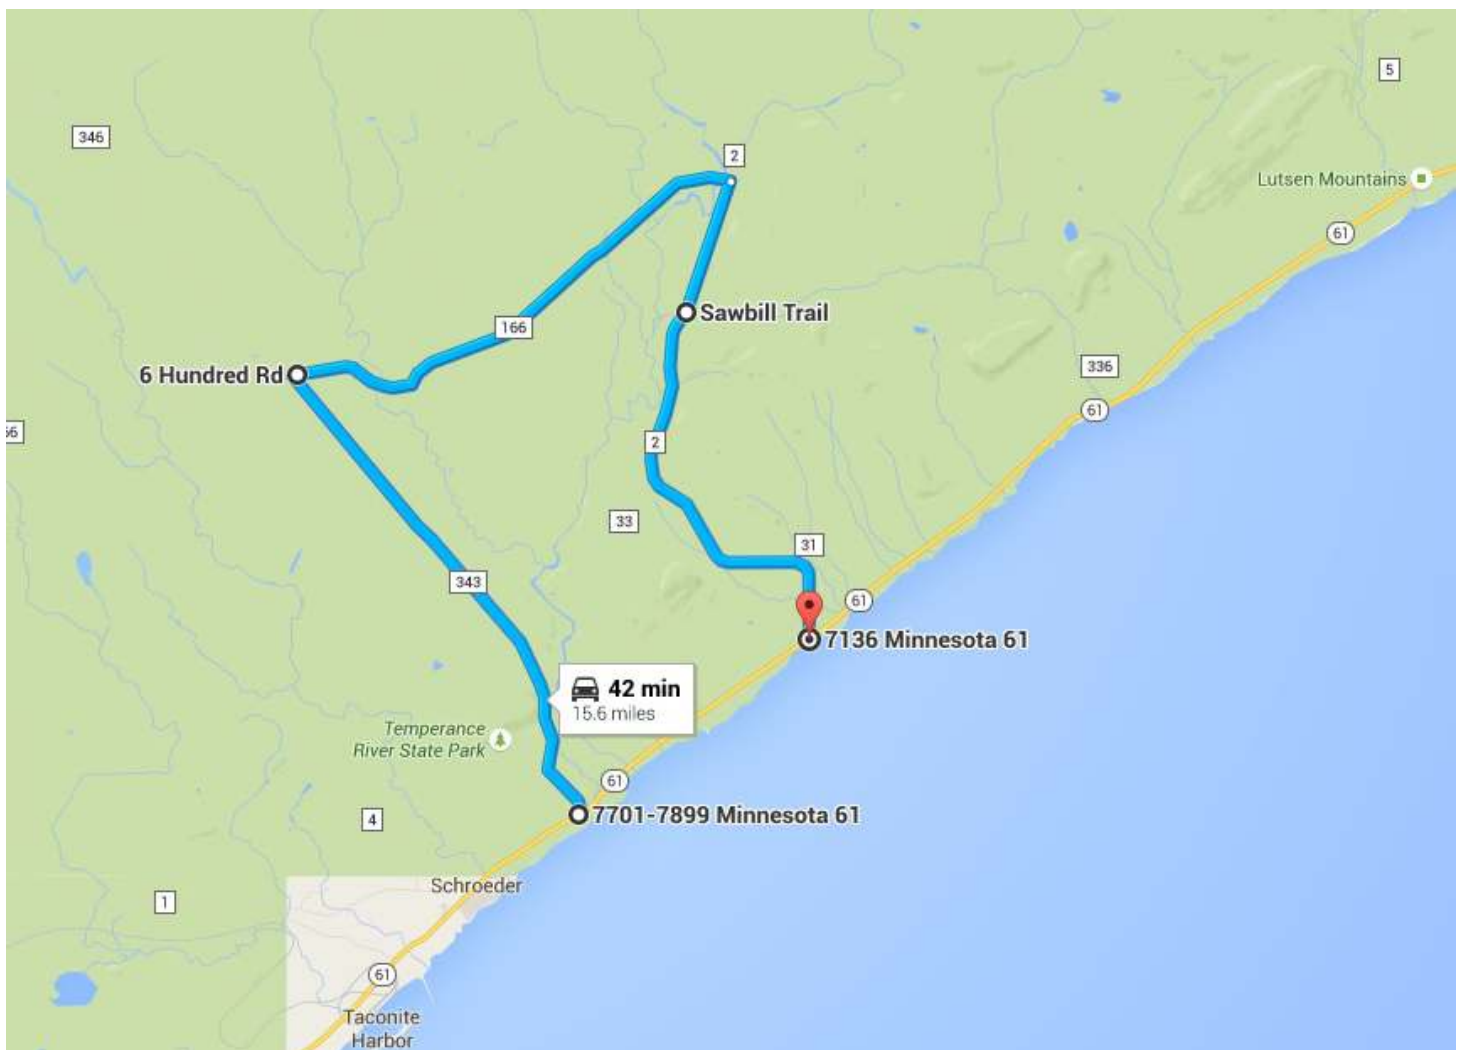 5
346
2
Lutsen Mountains
61
Sawbill Trail
166
336
6 Hundred Rd
61
66
2
33
31
343
61
7136 Minnesota 61
42 min
15.6 miles
Temperance
River State Park
61
7701-7899 Minnesota 61
4
Schroeder
1
61
Taconite
Harbor